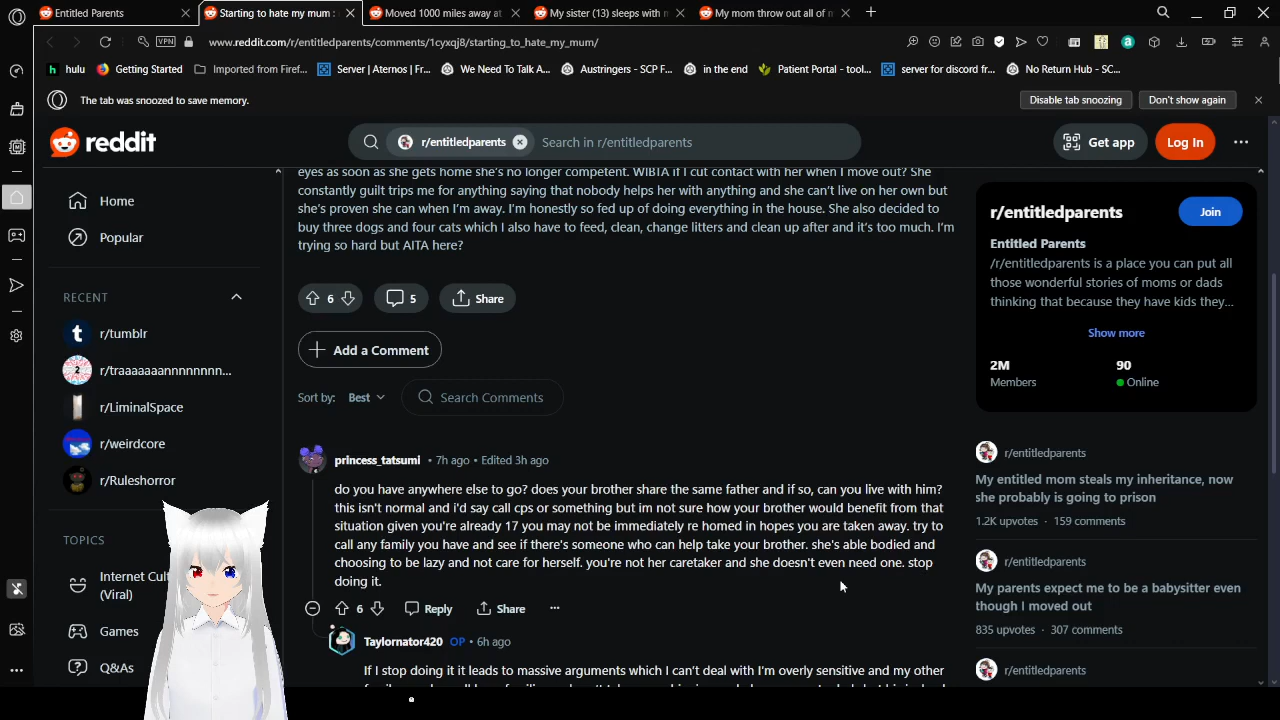 Entitled Parents
Starting to hate my mum :
Moved 1000 miles away at
My sister (13) sleeps with m
My mom throw out all of m
VPN
www.reddit.com/r/entitledparents/comments/1cyxqj8/starting_to_hate_my_mum/
hulu
Getting Started
Imported from Firef...
Server | Aternos | Fr...
We Need To Talk A...
Austringers - SCP F...
in the end
Patient Portal - tool...
server for discord fr...
No Return Hub - SC...
The tab was snoozed to save memory.
Disable tab snoozing
Don't show again
reddit
r/entitledparents
Search in r/entitledparents
Get app
Log In
Home
Popular
RECENT
r/tumblr
r/traaaaaaannnnnnnn...
r/LiminalSpace
r/weirdcore
r/Ruleshorror
TOPICS
Internet Cul
(Viral)
Games
Q&As
eyes as soon as she gets home she's no longer competent. WIBTA if I cut contact with her when I move out? She
constantly guilt trips me for anything saying that nobody helps her with anything and she can't live on her own but
she's proven she can when I'm away. I'm honestly so fed up of doing everything in the house. She also decided to
buy three dogs and four cats which I also have to feed, clean, change litters and clean up after and it's too much. I'm
trying so hard but AITA here?
6
5
Share
Add a Comment
Sort by: Best
Search Comments
princess_tatsumi • 7h ago • Edited 3h ago
do you have anywhere else to go? does your brother share the same father and if so, can you live with him?
this isn't normal and i'd say call cps or something but im not sure how your brother would benefit from that
situation given you're already 17 you may not be immediately re homed in hopes you are taken away. try to
call any family you have and see if there's someone who can help take your brother. she's able bodied and
choosing to be lazy and not care for herself. you're not her caretaker and she doesn't even need one. stop
doing it.
6
Reply
Share
Taylornator420 OP • 6h ago
If I stop doing it it leads to massive arguments which I can't deal with I'm overly sensitive and my other
r/entitledparents
Join
Entitled Parents
/r/entitledparents is a place you can put all
those wonderful stories of moms or dads
thinking that because they have kids they...
Show more
2M
Members
90
Online
r/entitledparents
My entitled mom steals my inheritance, now
she probably is going to prison
1.2K upvotes · 159 comments
r/entitledparents
My parents expect me to be a babysitter even
though I moved out
835 upvotes · 307 comments
r/entitledparents